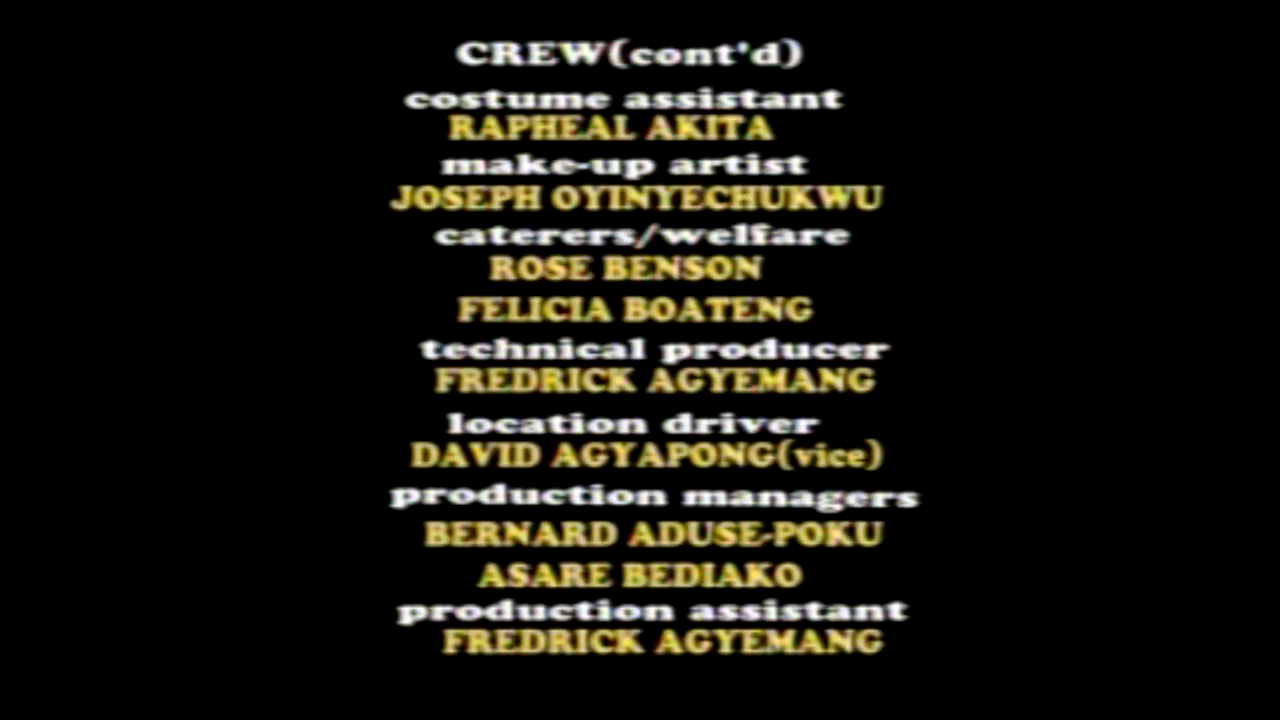 CREW(cont'd)
costume assistant
RAPHEAL AKITA
make-up artist
JOSEPH OYINYECHUKWU
caterers/welfare
ROSE BENSON
FELICIA BOATENG
technical producer
FREDRICK AGYEMANG
location driver
DAVID AGYAPONG(vice)
production managers
BERNARD ADUSE-POKU
ASARE BEDIAKO
production assistant
FREDRICK AGYEMANG